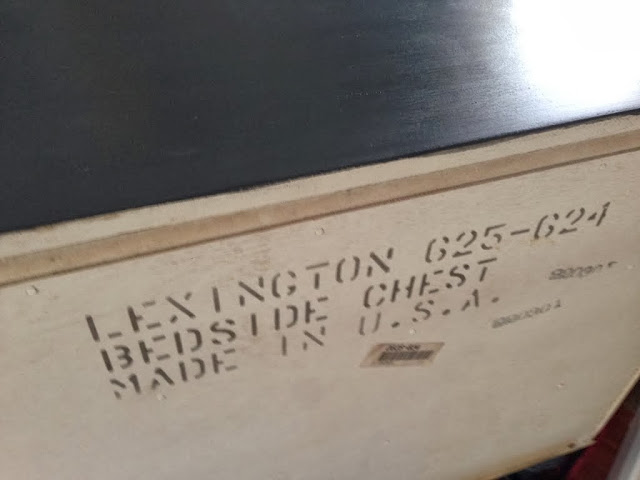 LEXINGTON 625-624
BEDSIDE CHEST
MADE IN U.S.A.